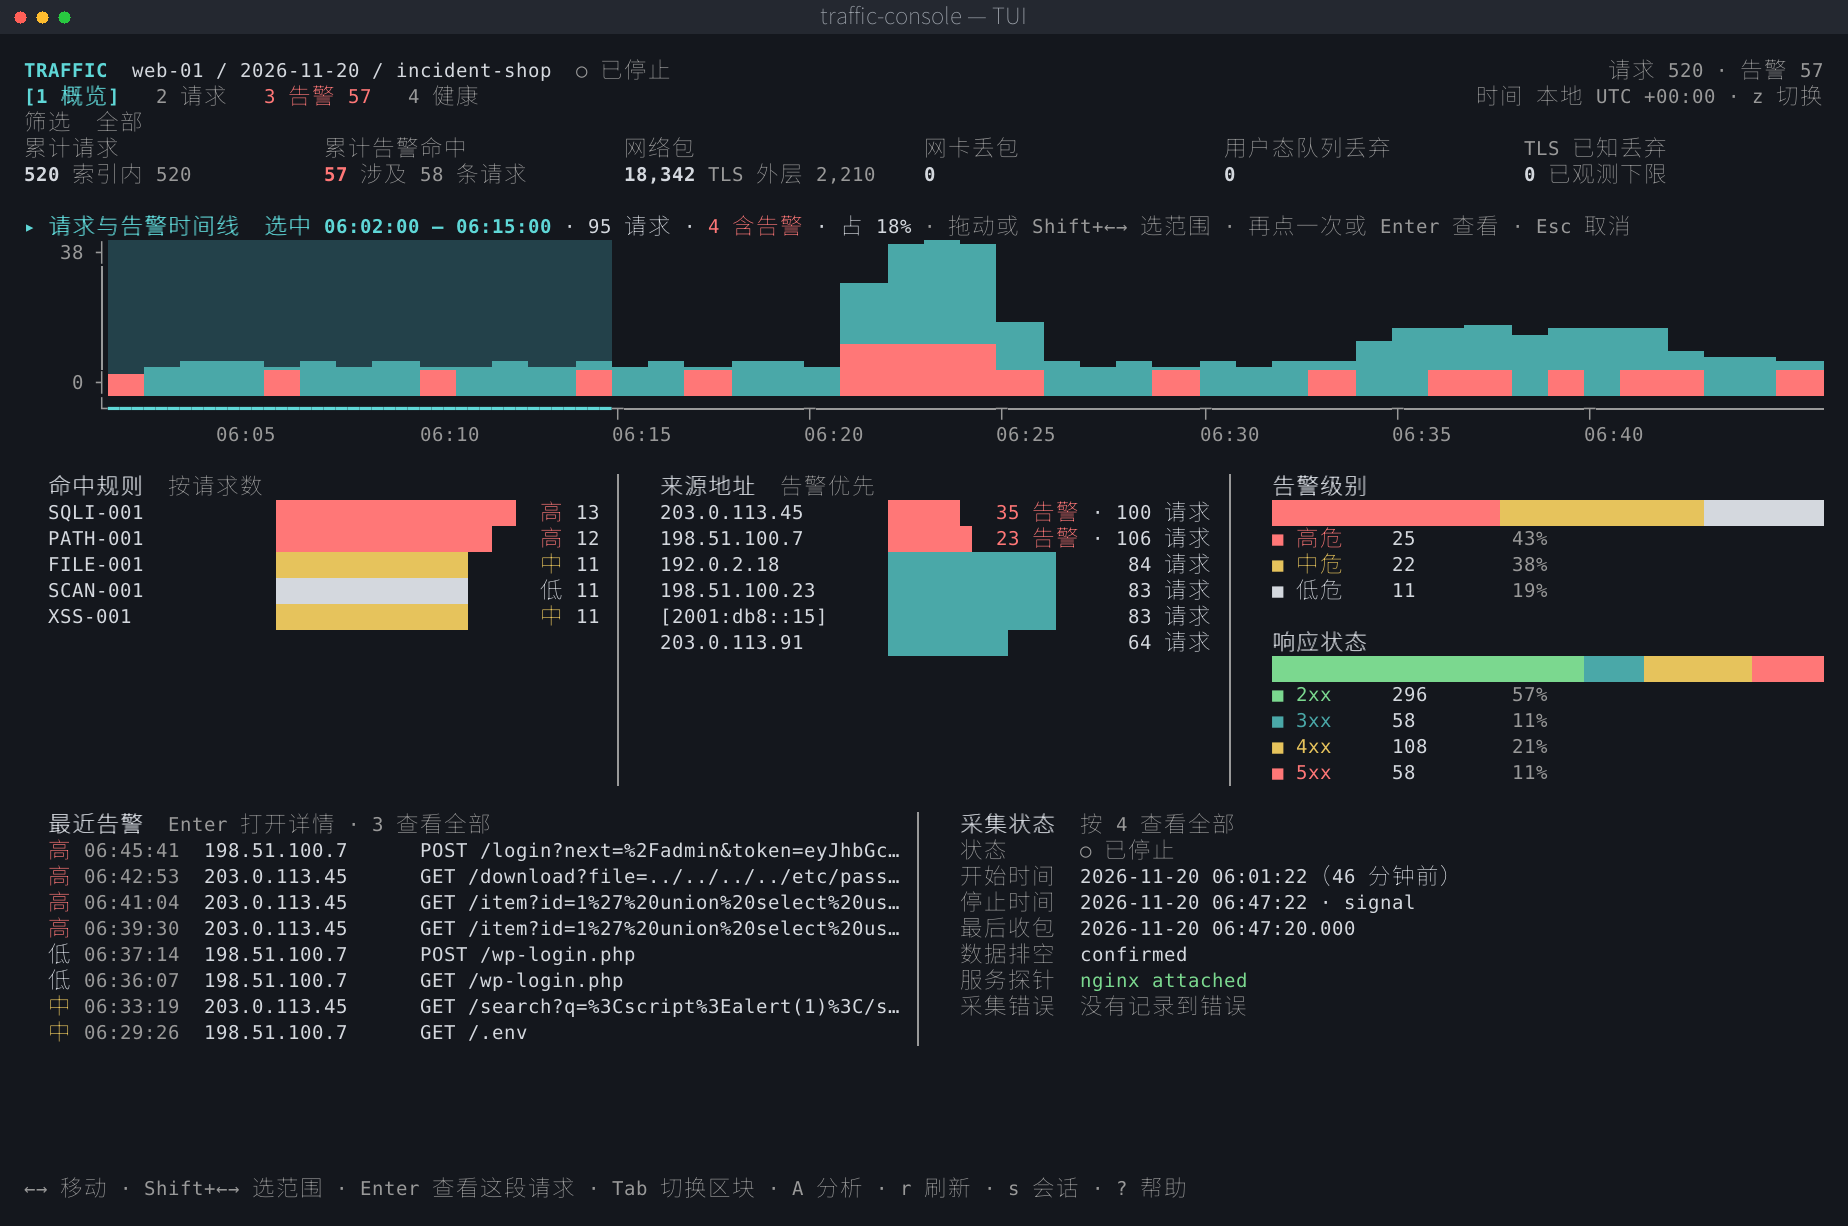 traffic-console — TUI
TRAFFIC web-01 / 2026-11-20 / incident-shop ○ 已停止 请求 520 · 告警 57
[1 概览] 2 请求 3 告警 57 4 健康 时间 本地 UTC +00:00 · z 切换
筛选 全部
累计请求 累计告警命中 网络包 网卡丢包 用户态队列丢弃 TLS 已知丢弃
520 索引内 520 57 涉及 58 条请求 18,342 TLS 外层 2,210 0 0 0 已观测下限
▸ 请求与告警时间线 选中 06:02:00 — 06:15:00 · 95 请求 · 4 含告警 · 占 18% · 拖动或 Shift+←→ 选范围 · 再点一次或 Enter 查看 · Esc 取消
38
0
06:05 06:10 06:15 06:20 06:25 06:30 06:35 06:40
命中规则 按请求数
SQLI-001 高 13
PATH-001 高 12
FILE-001 中 11
SCAN-001 低 11
XSS-001 中 11
来源地址 告警优先
203.0.113.45 35 告警 · 100 请求
198.51.100.7 23 告警 · 106 请求
192.0.2.18 84 请求
198.51.100.23 83 请求
[2001:db8::15] 83 请求
203.0.113.91 64 请求
告警级别
■ 高危 25 43%
■ 中危 22 38%
■ 低危 11 19%
响应状态
■ 2xx 296 57%
■ 3xx 58 11%
■ 4xx 108 21%
■ 5xx 58 11%
最近告警 Enter 打开详情 · 3 查看全部
高 06:45:41 198.51.100.7 POST /login?next=%2Fadmin&token=eyJhbGc…
高 06:42:53 203.0.113.45 GET /download?file=../../../../etc/pass…
高 06:41:04 203.0.113.45 GET /item?id=1%27%20union%20select%20us…
高 06:39:30 203.0.113.45 GET /item?id=1%27%20union%20select%20us…
低 06:37:14 198.51.100.7 POST /wp-login.php
低 06:36:07 198.51.100.7 GET /wp-login.php
中 06:33:19 203.0.113.45 GET /search?q=%3Cscript%3Ealert(1)%3C/s…
中 06:29:26 198.51.100.7 GET /.env
采集状态 按 4 查看全部
状态 ○ 已停止
开始时间 2026-11-20 06:01:22（46 分钟前）
停止时间 2026-11-20 06:47:22 · signal
最后收包 2026-11-20 06:47:20.000
数据排空 confirmed
服务探针 nginx attached
采集错误 没有记录到错误
←→ 移动 · Shift+←→ 选范围 · Enter 查看这段请求 · Tab 切换区块 · A 分析 · r 刷新 · s 会话 · ? 帮助